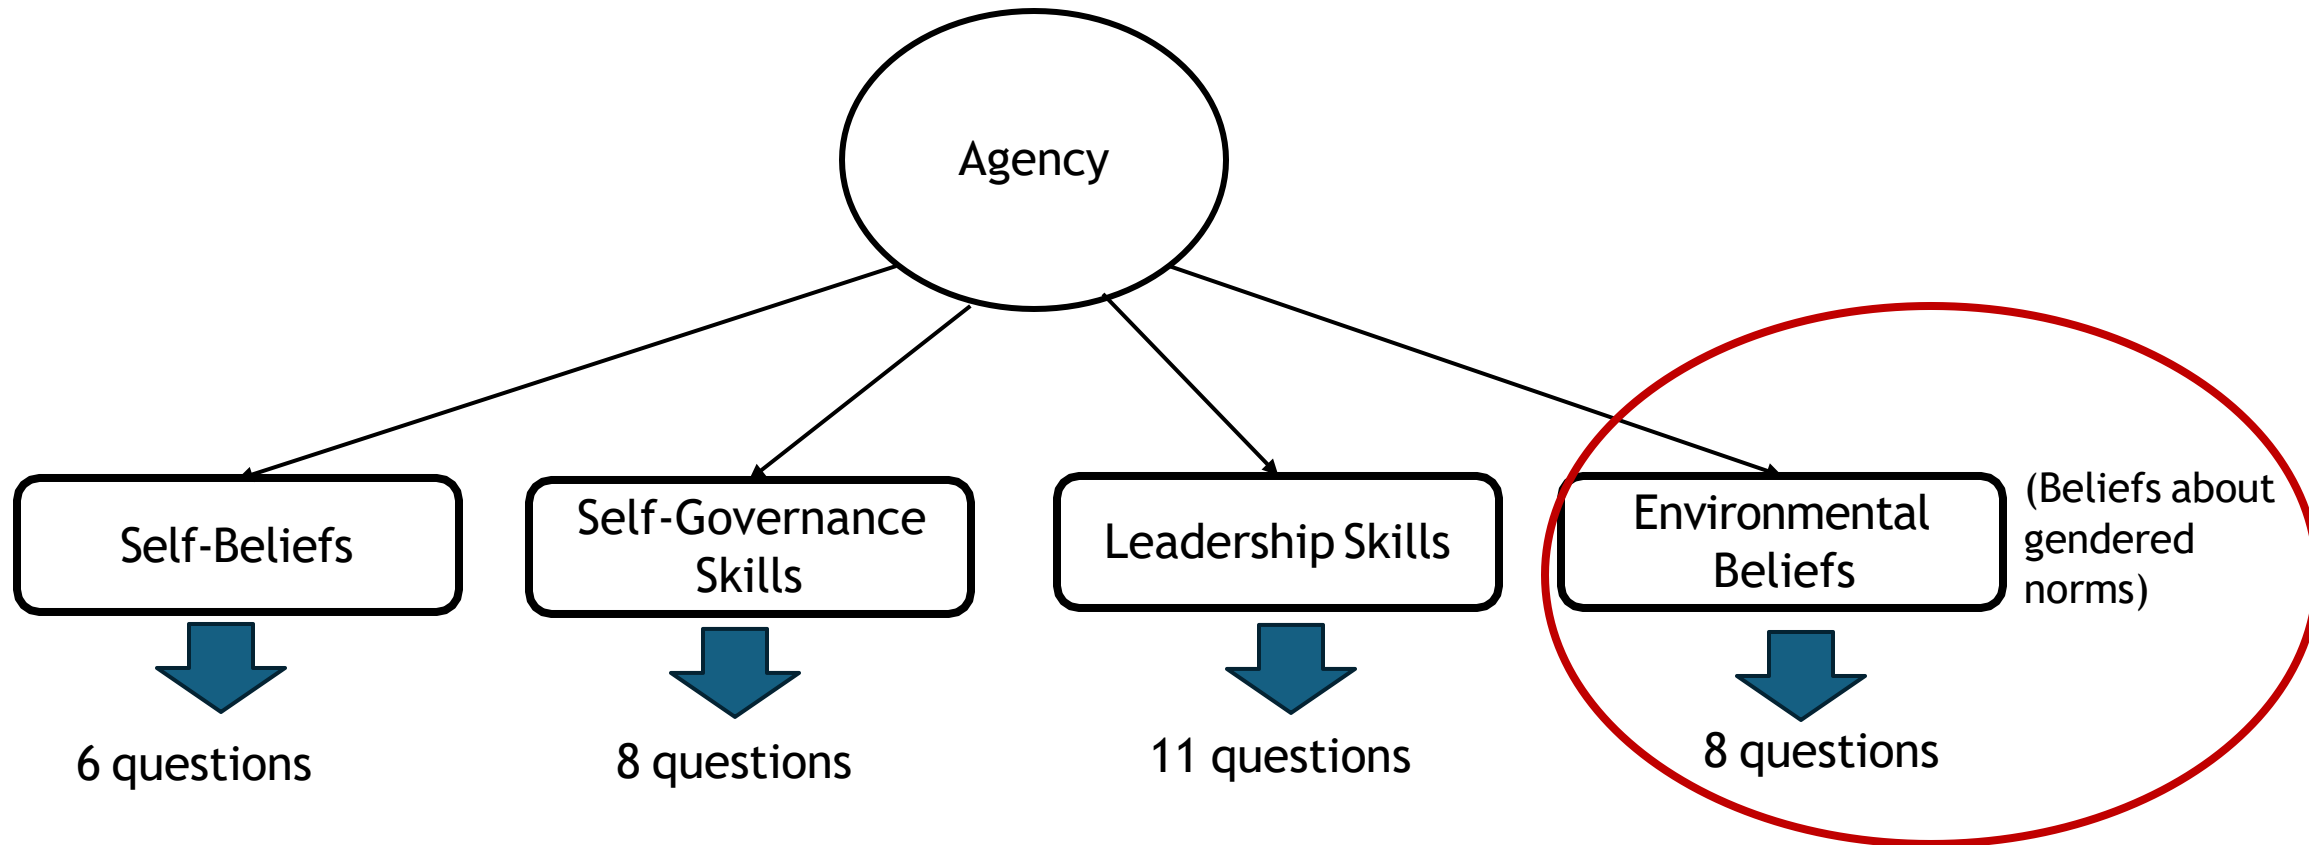 Agency
Self-Beliefs
Self-Governance
Skills
Leadership Skills
Environmental
Beliefs
(Beliefs about
gendered
norms)
6 questions
8 questions
11 questions
8 questions